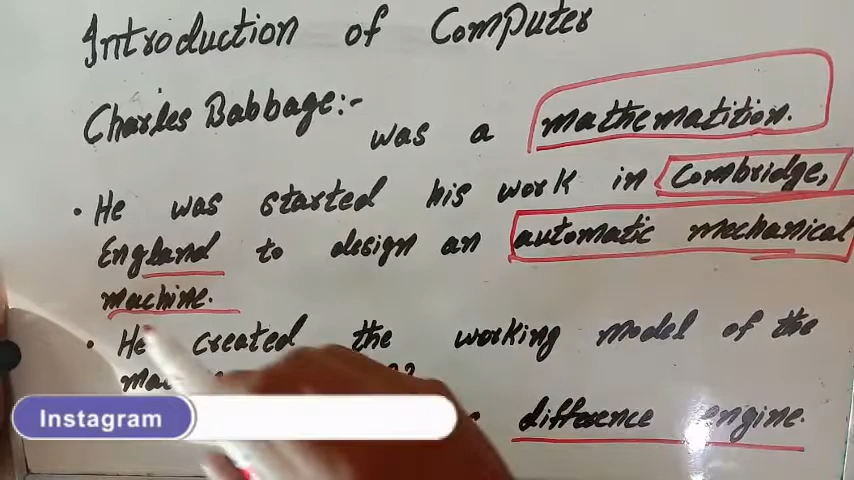 Introduction of Computer
Charles Babbage:-
was a mathematition.
• He was started his work in Combridge,
England to design an automatic mechanical
machine.
• He created the working model of the
difference engine.
Instagram